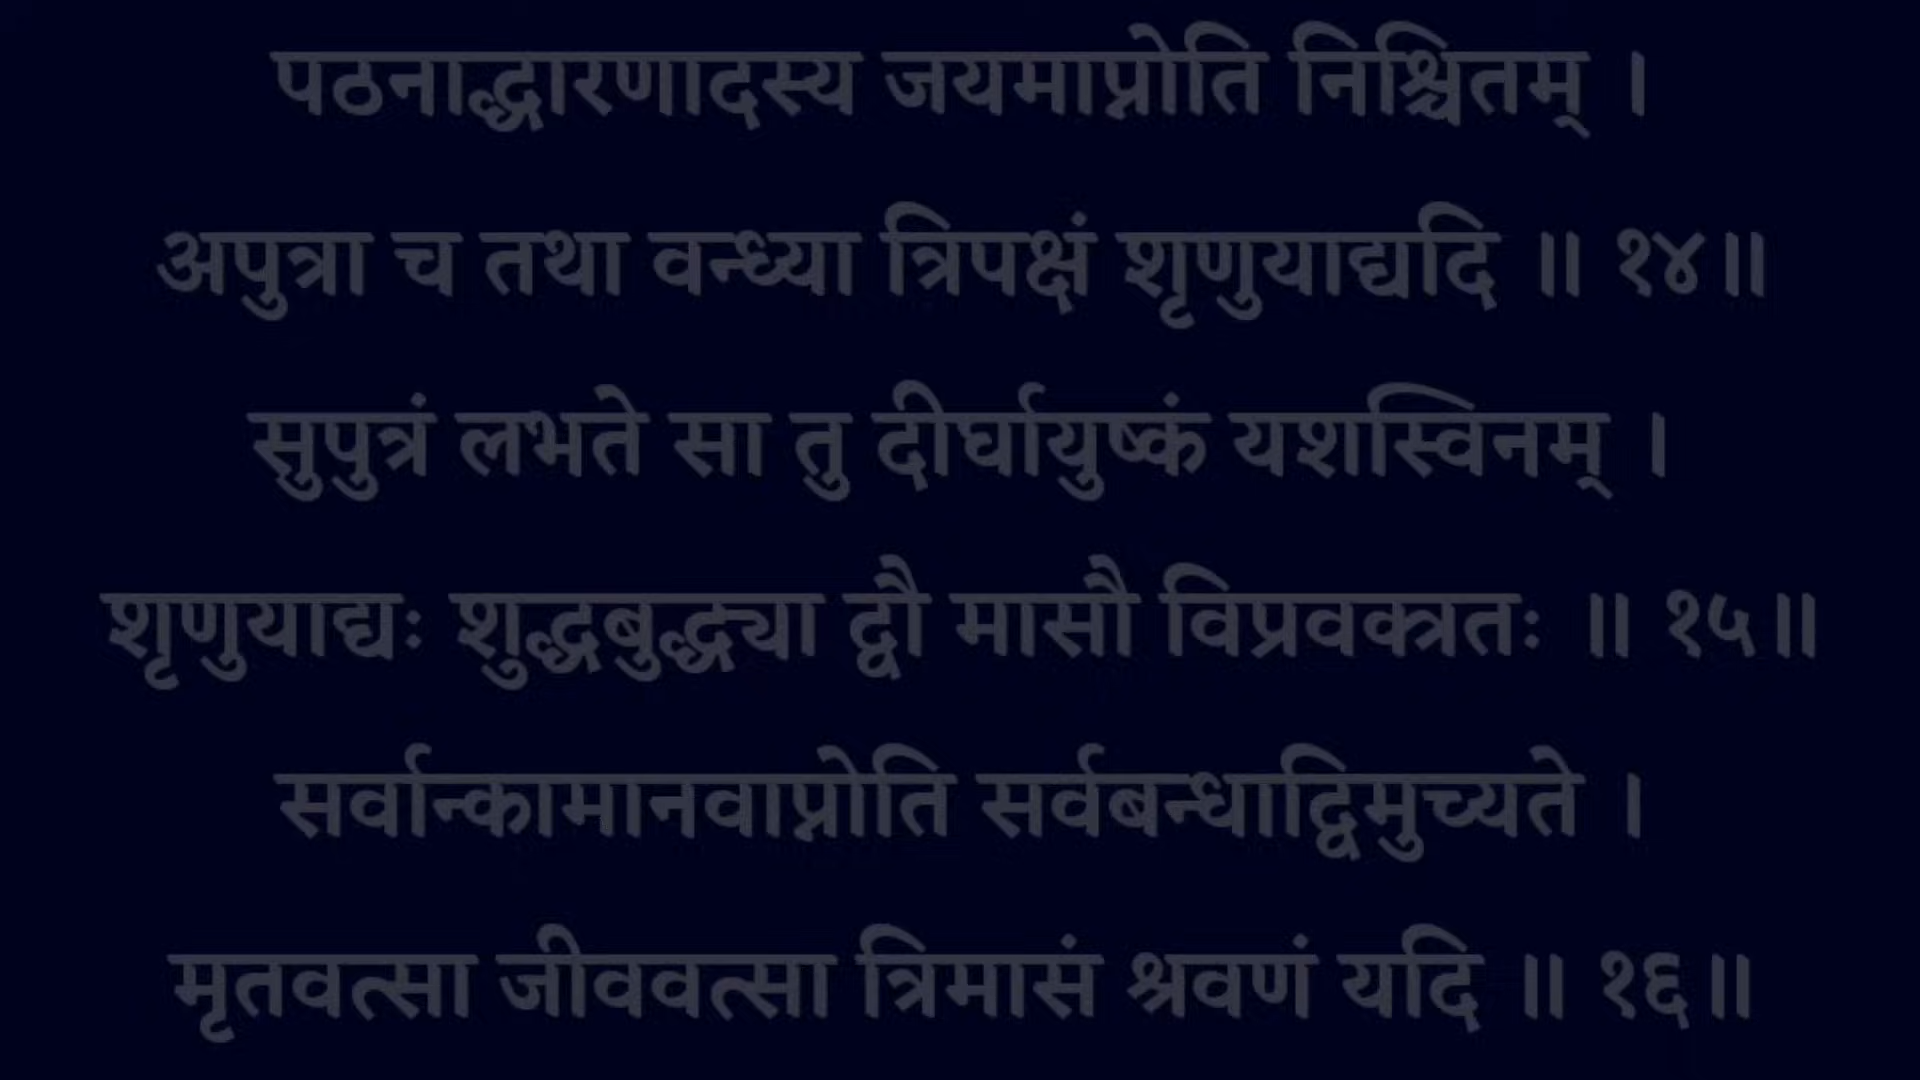 पठनाद्धारणादस्य जयमाप्नोति निश्चितम् ।
अपुत्रा च तथा वन्ध्या त्रिपक्षं शृणुयाद्यदि ॥ १४॥
सुपुत्रं लभते सा तु दीर्घायुष्कं यशस्विनम् ।
शृणुयाद्यः शुद्धबुद्ध्या द्वौ मासौ विप्रवक्त्रतः ॥ १५॥
सर्वान्कामानवाप्नोति सर्वबन्धाद्विमुच्यते ।
मृतवत्सा जीववत्सा त्रिमासं श्रवणं यदि ॥ १६॥